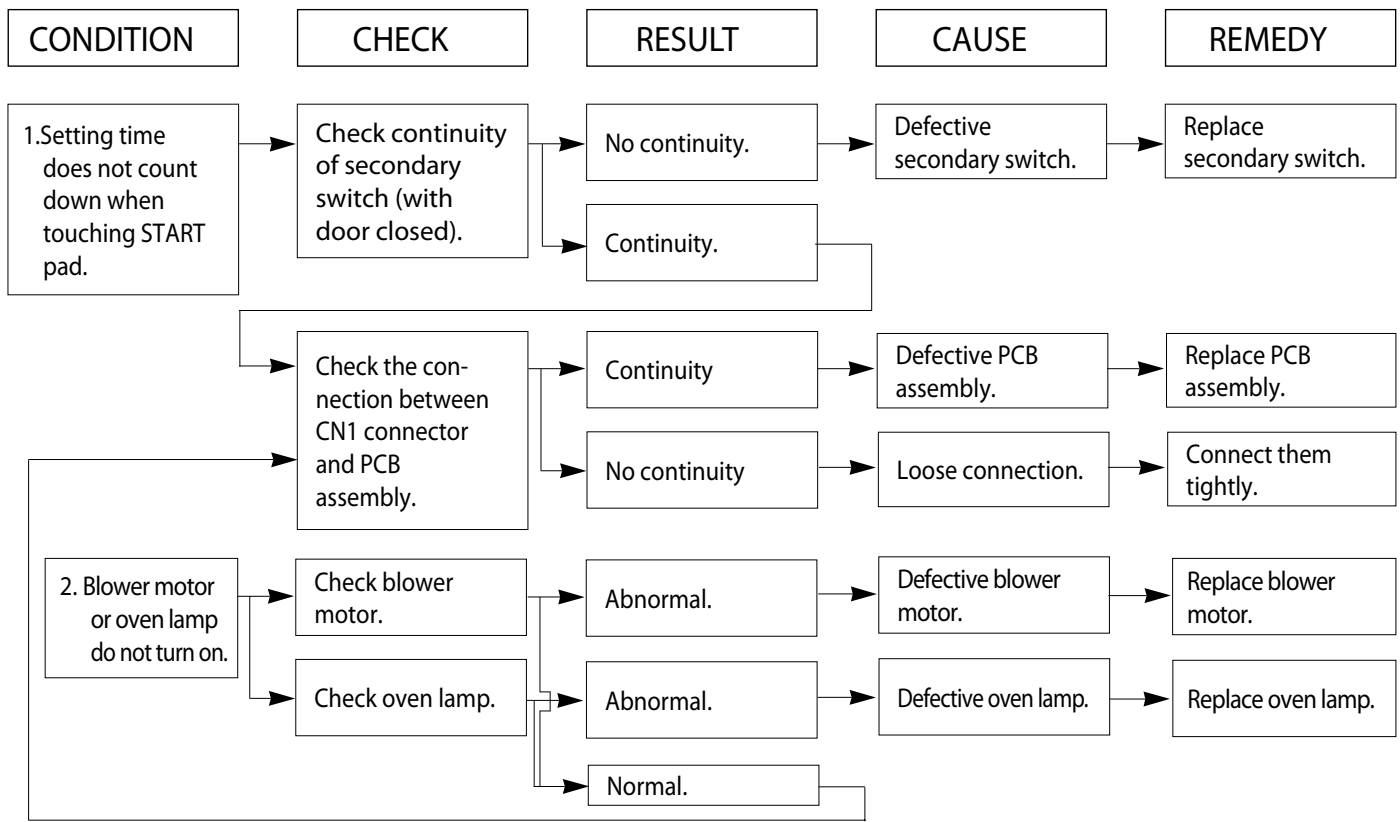 CONDITION
CHECK
RESULT
CAUSE
REMEDY
1.Setting time
does not count
down when
touching START
pad.
Check continuity
of secondary
switch (with
door closed).
No continuity.
Defective
secondary switch.
Replace
secondary switch.
Continuity.
Check the con-
nection between
CN1 connector
and PCB
assembly.
Continuity
Defective PCB
assembly.
Replace PCB
assembly.
No continuity
Loose connection.
Connect them
tightly.
2. Blower motor
or oven lamp
do not turn on.
Check blower
motor.
Abnormal.
Defective blower
motor.
Replace blower
motor.
Check oven lamp.
Abnormal.
Defective oven lamp.
Replace oven lamp.
Normal.